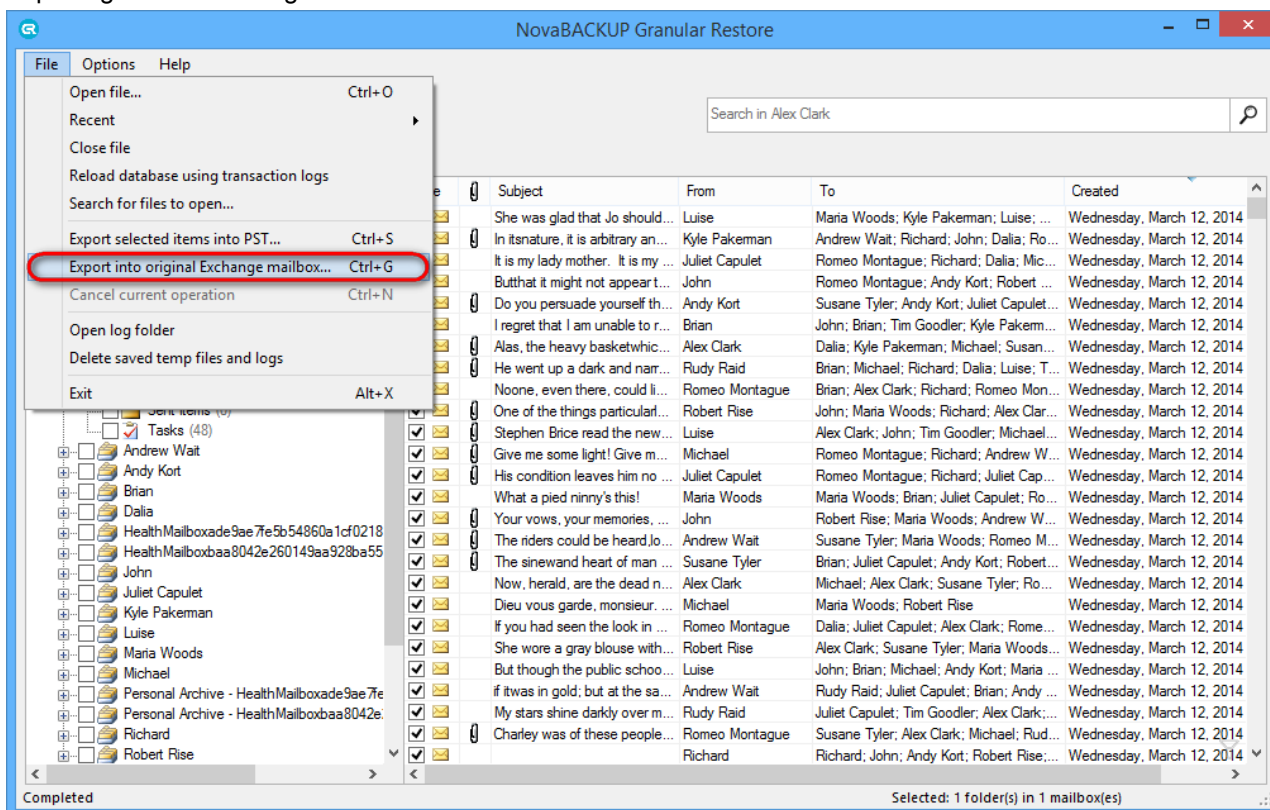 NovaBACKUP Granular Restore
File Options Help
Open file... Ctrl+O
Recent
Close file
Reload database using transaction logs
Search for files to open...
Export selected items into PST... Ctrl+S
Export into original Exchange mailbox... Ctrl+G
Cancel current operation Ctrl+N
Open log folder
Delete saved temp files and logs
Exit Alt+X
Search in Alex Clark
Tasks (48)
Andrew Wait
Andy Kort
Brian
Dalia
HealthMailboxade9ae7fe5b54860a1cf0218
HealthMailboxbaa8042e260149aa928ba55
John
Juliet Capulet
Kyle Pakerman
Luise
Maria Woods
Michael
Personal Archive - HealthMailboxade9ae7fe
Personal Archive - HealthMailboxbaa8042e
Richard
Robert Rise
Subject From To Created
She was glad that Jo should... Luise Maria Woods; Kyle Pakerman; Luise; ... Wednesday, March 12, 2014
In itsnature, it is arbitrary an... Kyle Pakerman Andrew Wait; Richard; John; Dalia; Ro... Wednesday, March 12, 2014
It is my lady mother. It is my ... Juliet Capulet Romeo Montague; Richard; Dalia; Mic... Wednesday, March 12, 2014
Butthat it might not appear t... John Romeo Montague; Andy Kort; Robert ... Wednesday, March 12, 2014
Do you persuade yourself th... Andy Kort Susane Tyler; Andy Kort; Juliet Capulet... Wednesday, March 12, 2014
I regret that I am unable to r... Brian John; Brian; Tim Goodler; Kyle Pakerm... Wednesday, March 12, 2014
Alas, the heavy basketwhic... Alex Clark Dalia; Kyle Pakerman; Michael; Susan... Wednesday, March 12, 2014
He went up a dark and narr... Rudy Raid Brian; Michael; Richard; Dalia; Luise; T... Wednesday, March 12, 2014
Noone, even there, could li... Romeo Montague Brian; Alex Clark; Richard; Romeo Mon... Wednesday, March 12, 2014
One of the things particularl... Robert Rise John; Maria Woods; Richard; Alex Clar... Wednesday, March 12, 2014
Stephen Brice read the new... Luise Alex Clark; John; Tim Goodler; Michael... Wednesday, March 12, 2014
Give me some light! Give m... Michael Romeo Montague; Richard; Andrew W... Wednesday, March 12, 2014
His condition leaves him no ... Juliet Capulet Romeo Montague; Richard; Juliet Cap... Wednesday, March 12, 2014
What a pied ninny's this! Maria Woods Maria Woods; Brian; Juliet Capulet; Ro... Wednesday, March 12, 2014
Your vows, your memories, ... John Robert Rise; Maria Woods; Andrew W... Wednesday, March 12, 2014
The riders could be heard,lo... Andrew Wait Susane Tyler; Maria Woods; Romeo M... Wednesday, March 12, 2014
The sinewand heart of man ... Susane Tyler Brian; Juliet Capulet; Andy Kort; Robert... Wednesday, March 12, 2014
Now, herald, are the dead n... Alex Clark Michael; Alex Clark; Susane Tyler; Ro... Wednesday, March 12, 2014
Dieu vous garde, monsieur. ... Michael Maria Woods; Robert Rise Wednesday, March 12, 2014
If you had seen the look in ... Romeo Montague Dalia; Juliet Capulet; Alex Clark; Rome... Wednesday, March 12, 2014
She wore a gray blouse with... Robert Rise Alex Clark; Susane Tyler; Maria Woods... Wednesday, March 12, 2014
But though the public schoo... Luise John; Brian; Michael; Andy Kort; Maria ... Wednesday, March 12, 2014
if itwas in gold; but at the sa... Andrew Wait Rudy Raid; Juliet Capulet; Brian; Andy ... Wednesday, March 12, 2014
My stars shine darkly over m... Rudy Raid Juliet Capulet; Tim Goodler; Alex Clark;... Wednesday, March 12, 2014
Charley was of these people... Romeo Montague Susane Tyler; Alex Clark; Michael; Rud... Wednesday, March 12, 2014
Richard Richard; John; Andy Kort; Robert Rise;... Wednesday, March 12, 2014
Completed Selected: 1 folder(s) in 1 mailbox(es)